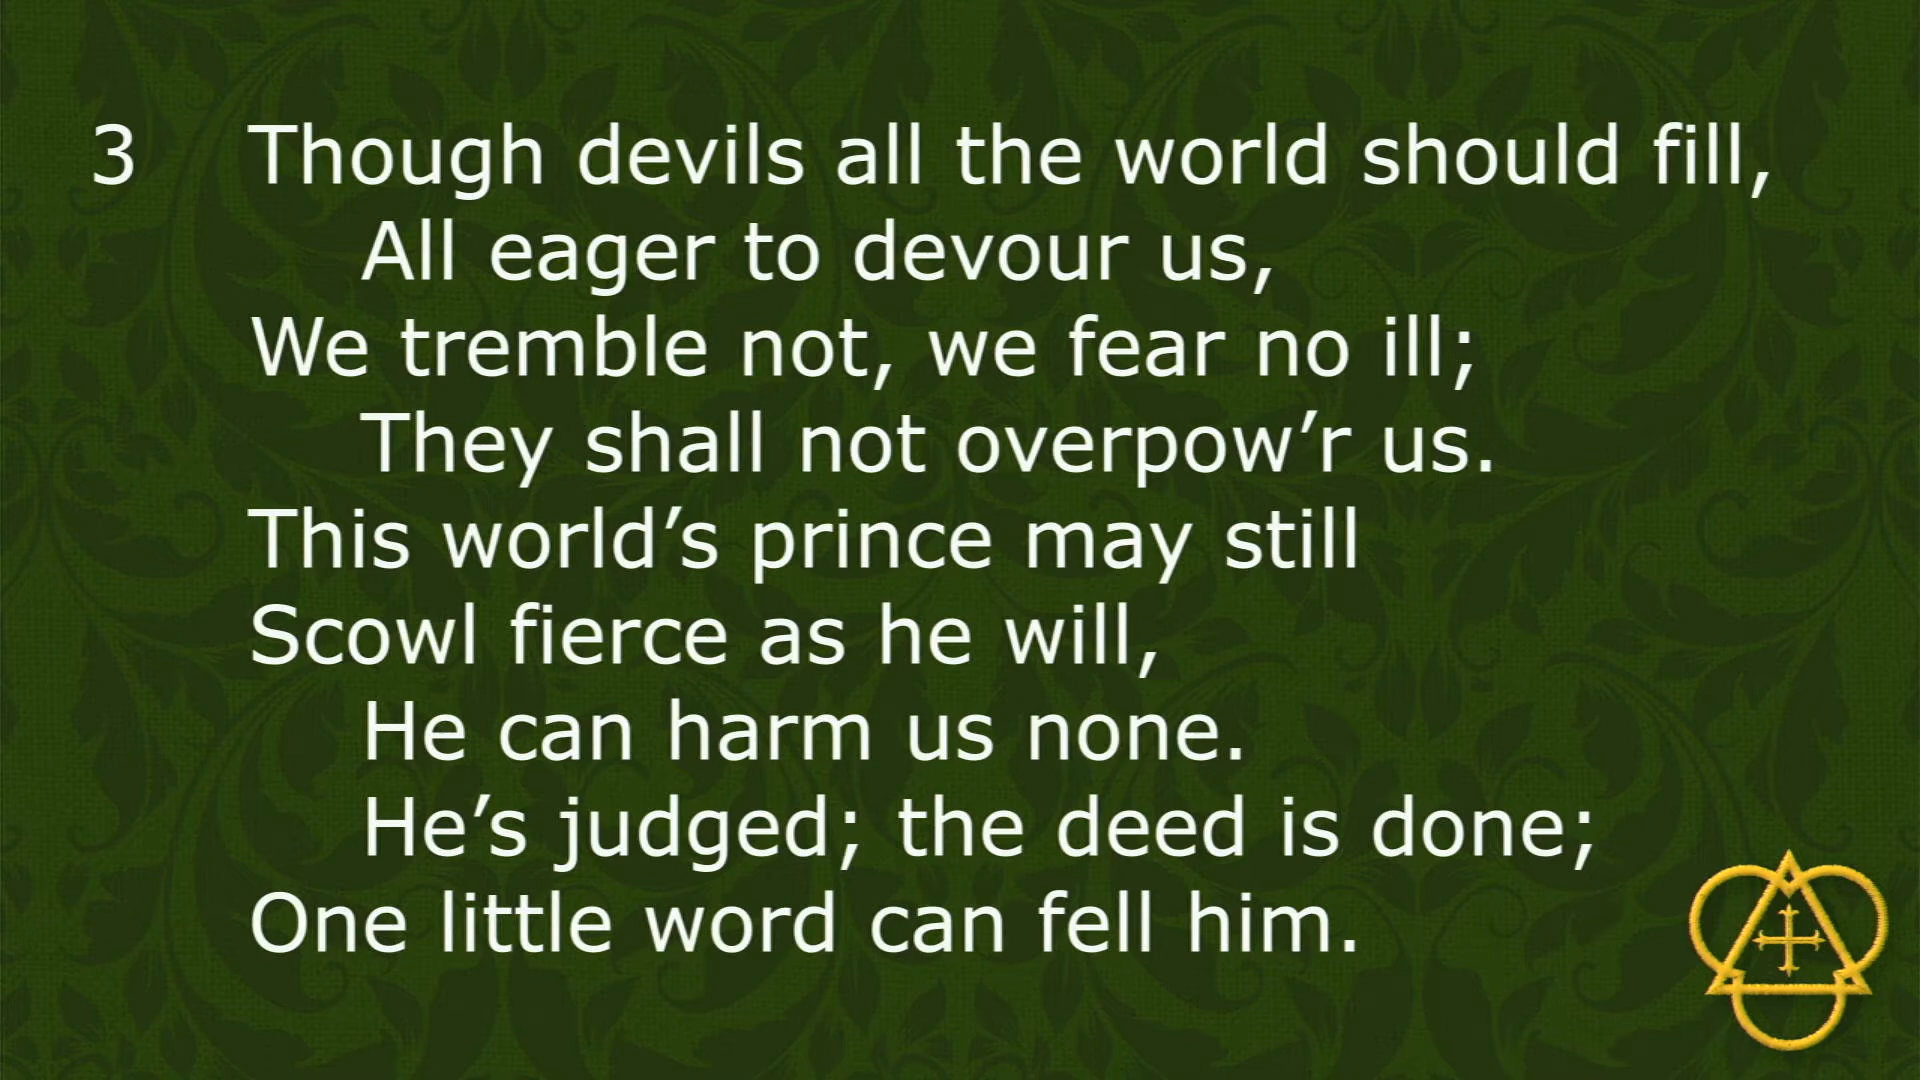 3 Though devils all the world should fill,
All eager to devour us,
We tremble not, we fear no ill;
They shall not overpow’r us.
This world’s prince may still
Scowl fierce as he will,
He can harm us none.
He’s judged; the deed is done;
One little word can fell him.